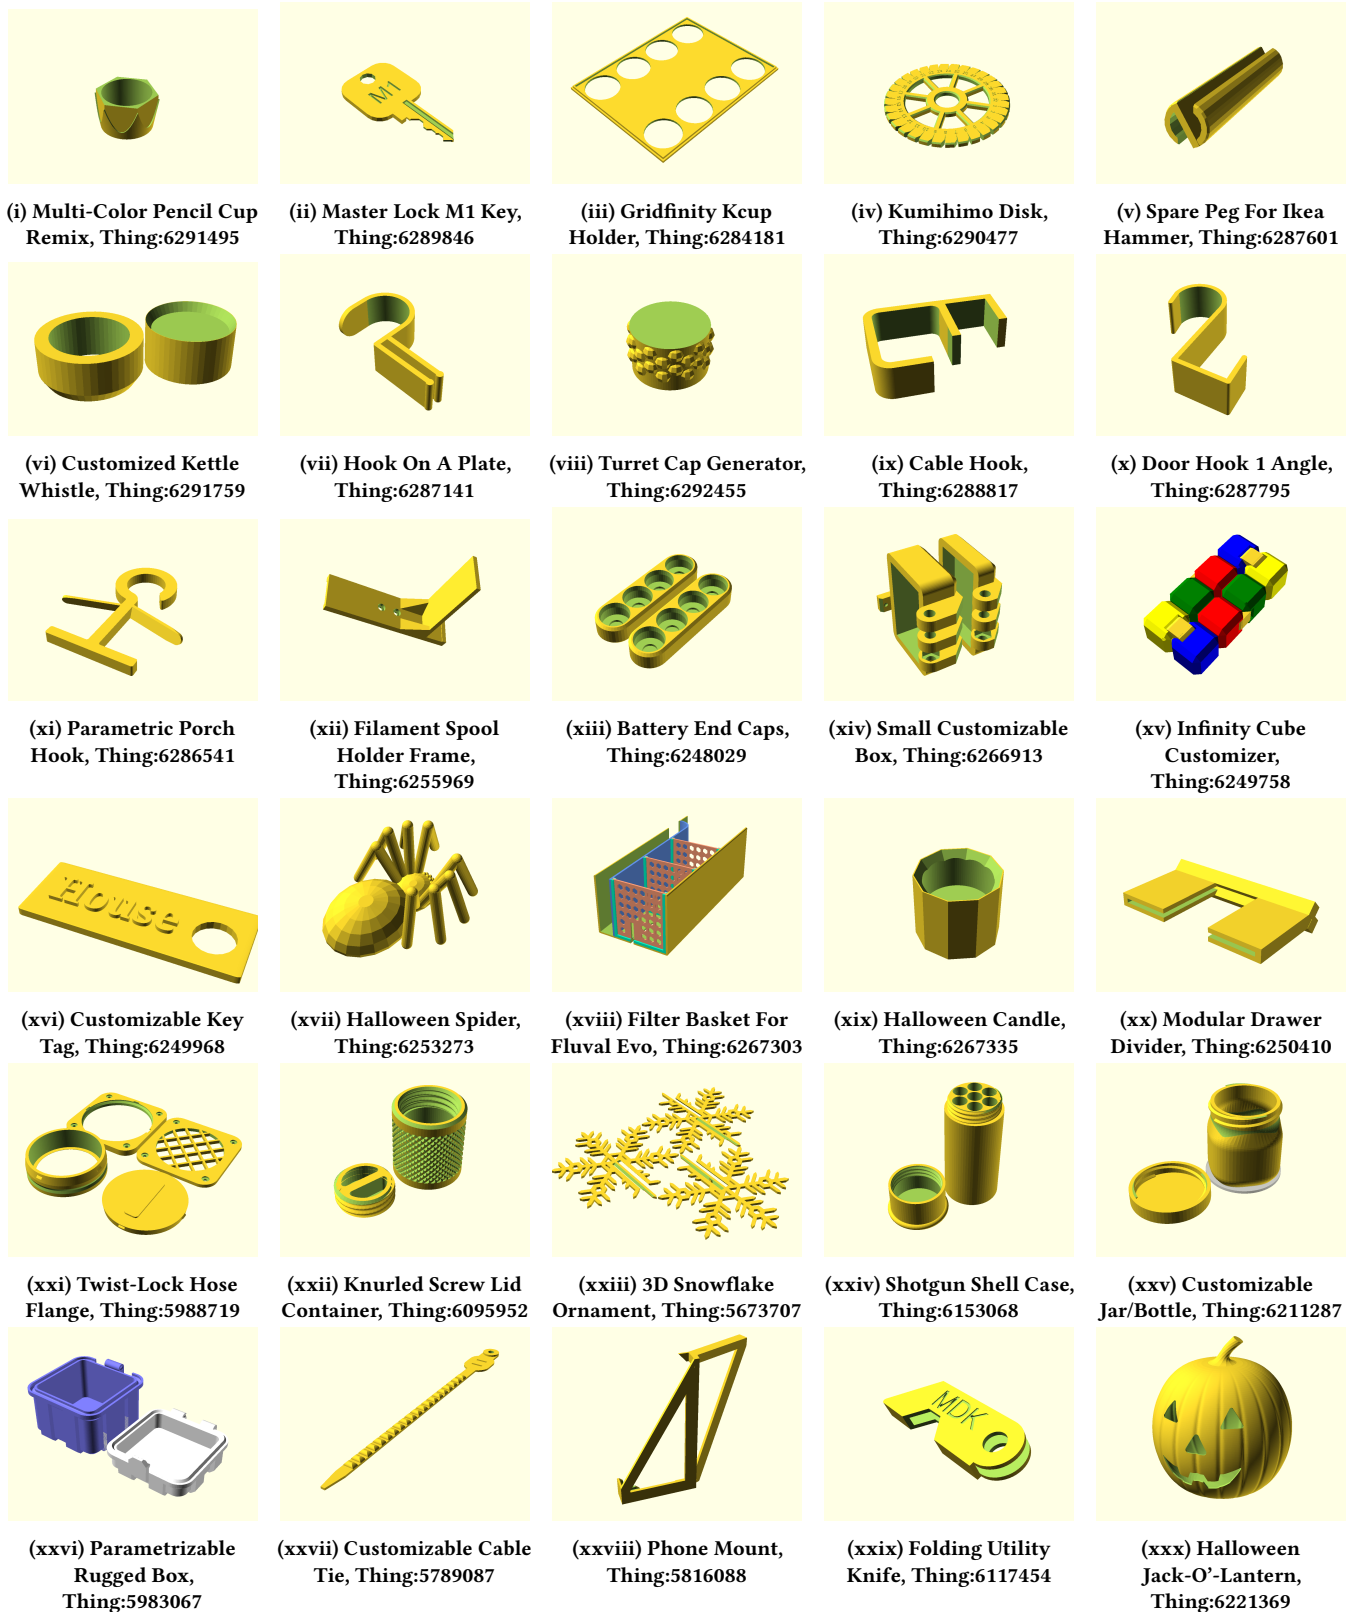 M1
(i) Multi-Color Pencil Cup
Remix, Thing:6291495
(ii) Master Lock M1 Key,
Thing:6289846
(iii) Gridfinity Kcup
Holder, Thing:6284181
(iv) Kumihimo Disk,
Thing:6290477
(v) Spare Peg For Ikea
Hammer, Thing:6287601
(vi) Customized Kettle
Whistle, Thing:6291759
(vii) Hook On A Plate,
Thing:6287141
(viii) Turret Cap Generator,
Thing:6292455
(ix) Cable Hook,
Thing:6288817
(x) Door Hook 1 Angle,
Thing:6287795
(xi) Parametric Porch
Hook, Thing:6286541
(xii) Filament Spool
Holder Frame,
Thing:6255969
(xiii) Battery End Caps,
Thing:6248029
(xiv) Small Customizable
Box, Thing:6266913
(xv) Infinity Cube
Customizer,
Thing:6249758
House
(xvi) Customizable Key
Tag, Thing:6249968
(xvii) Halloween Spider,
Thing:6253273
(xviii) Filter Basket For
Fluval Evo, Thing:6267303
(xix) Halloween Candle,
Thing:6267335
(xx) Modular Drawer
Divider, Thing:6250410
(xxi) Twist-Lock Hose
Flange, Thing:5988719
(xxii) Knurled Screw Lid
Container, Thing:6095952
(xxiii) 3D Snowflake
Ornament, Thing:5673707
(xxiv) Shotgun Shell Case,
Thing:6153068
(xxv) Customizable
Jar/Bottle, Thing:6211287
MDK
(xxvi) Parametrizable
Rugged Box,
Thing:5983067
(xxvii) Customizable Cable
Tie, Thing:5789087
(xxviii) Phone Mount,
Thing:5816088
(xxix) Folding Utility
Knife, Thing:6117454
(xxx) Halloween
Jack-O'-Lantern,
Thing:6221369